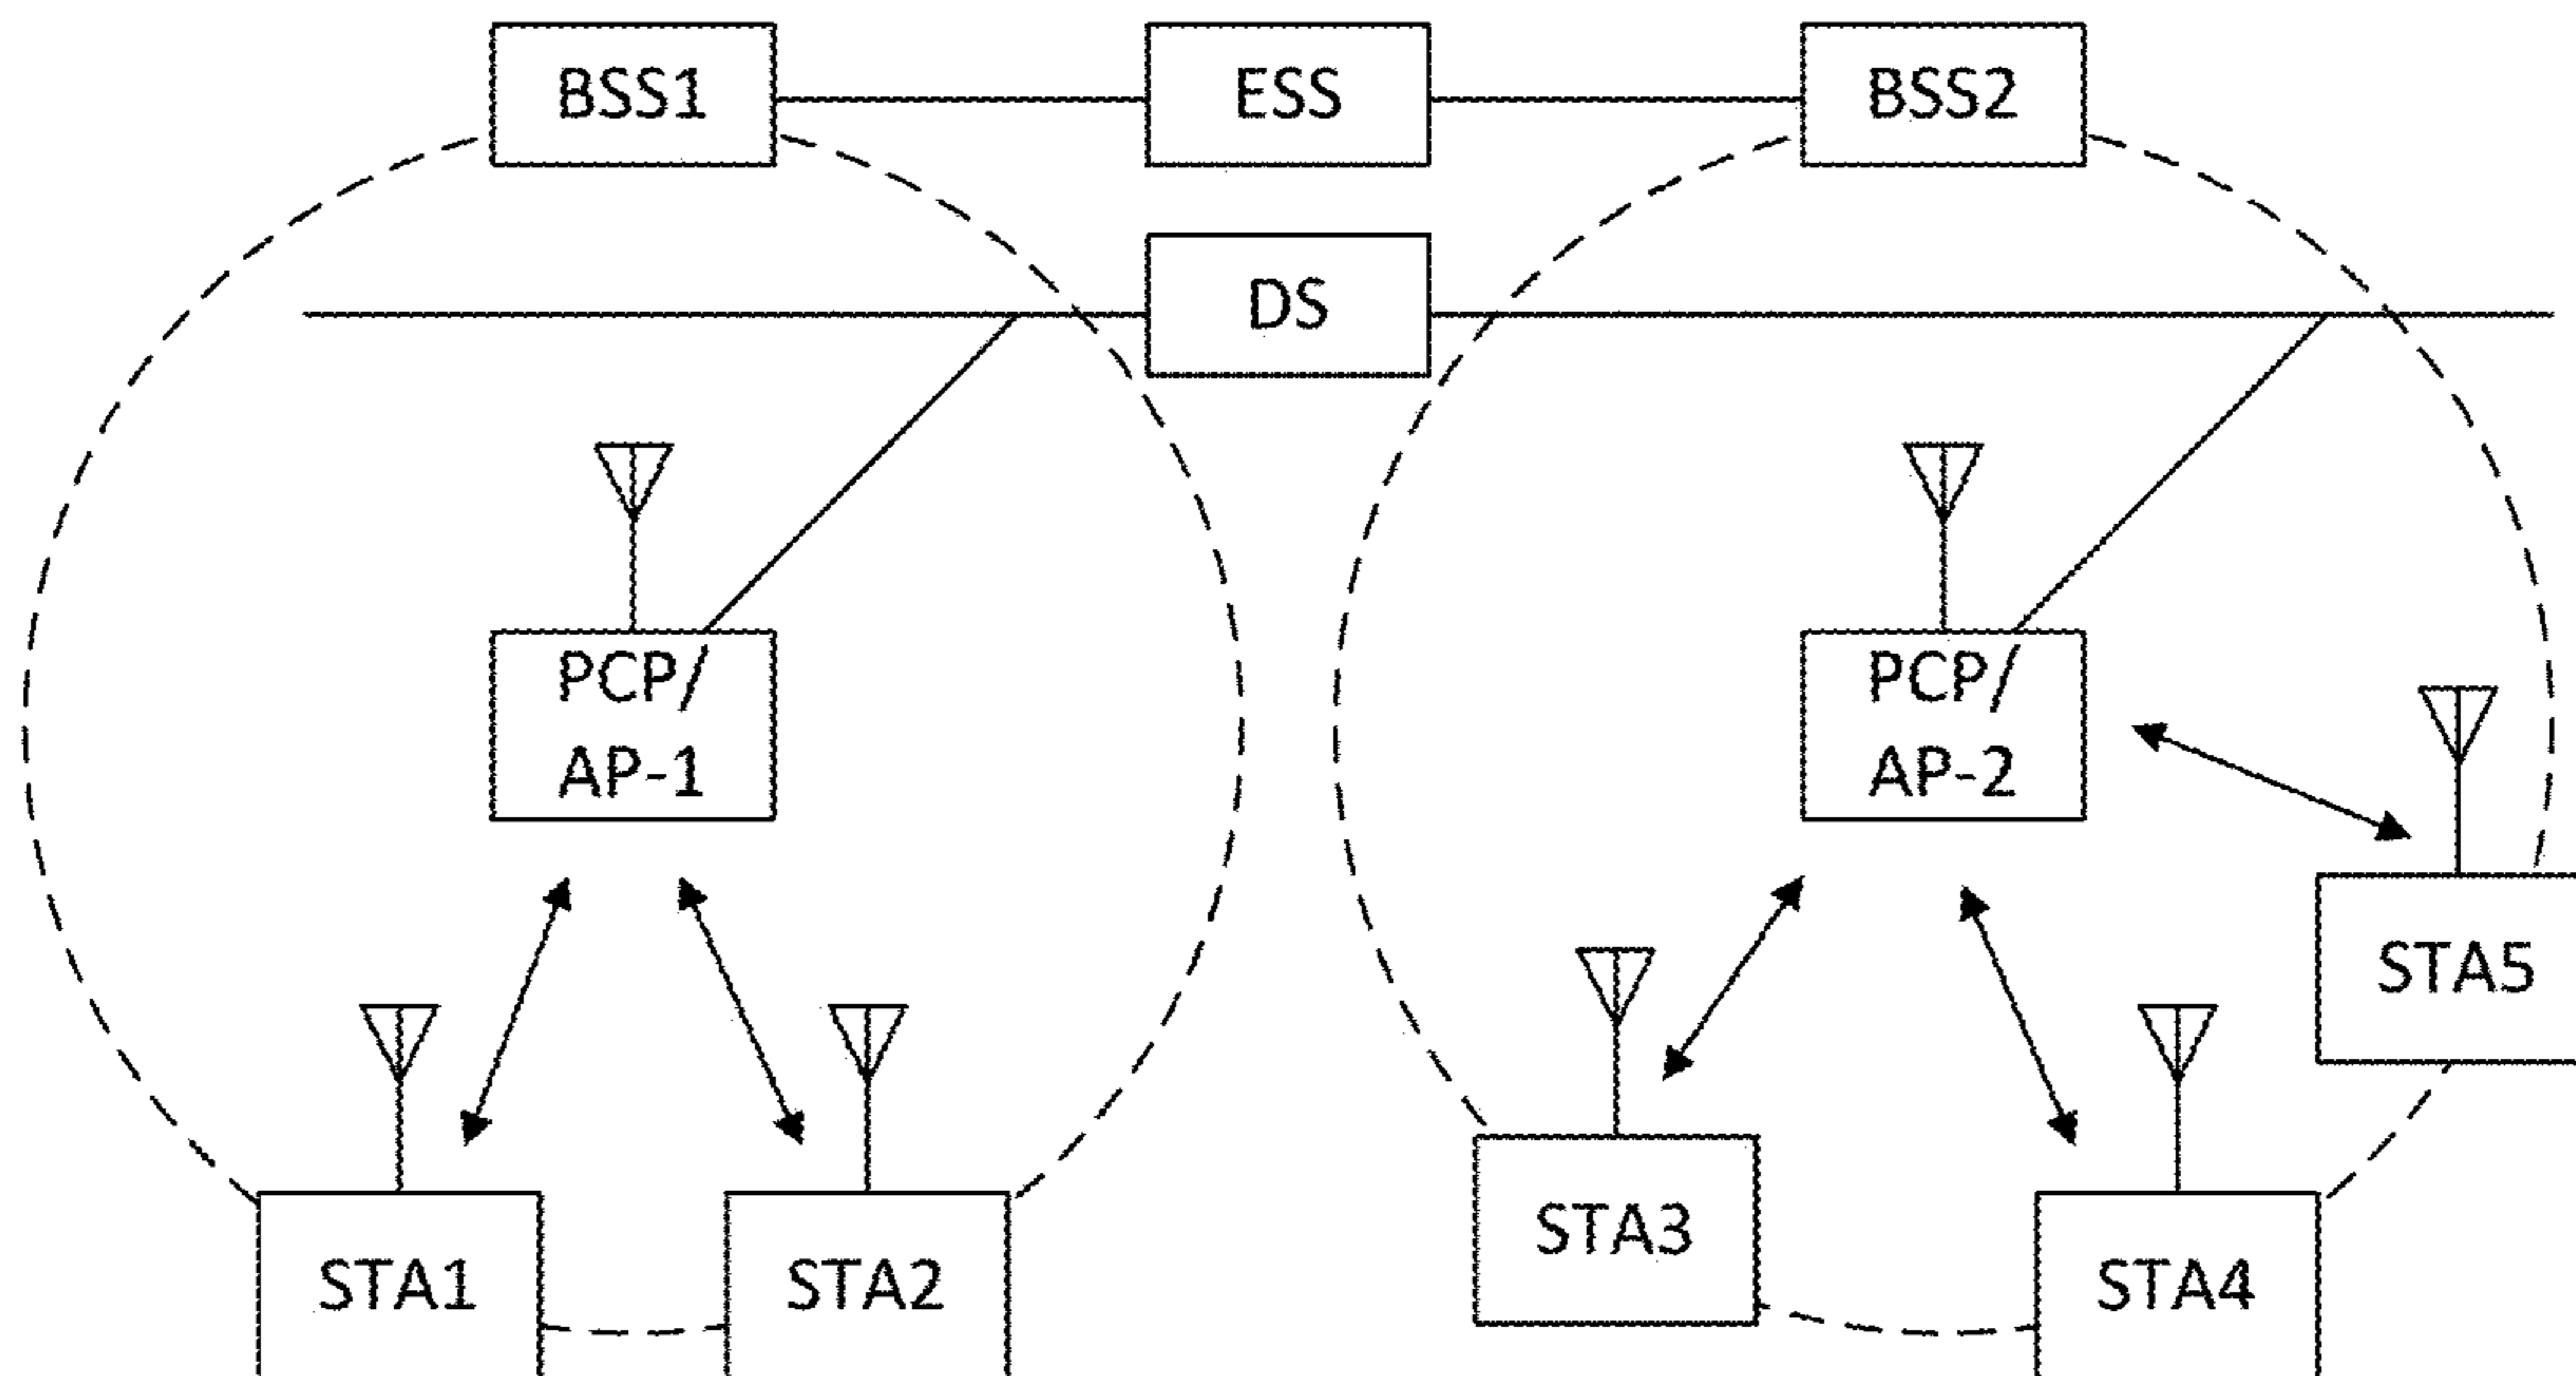 BSS1
ESS
BSS2
DS
PCP/
AP-1
PCP/
AP-2
STA5
STA3
STA1
STA2
STA4